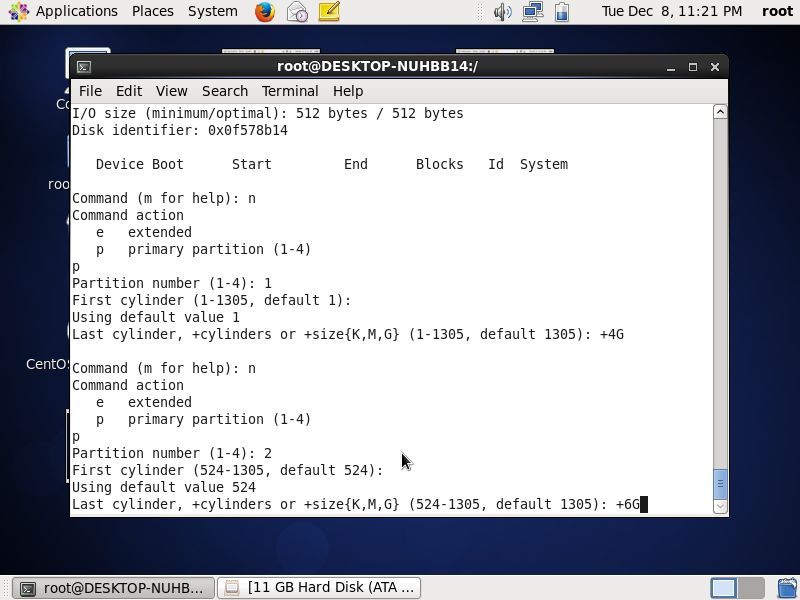 Applications Places System Tue Dec 8, 11:21 PM root
root@DESKTOP-NUHBB14:/
File Edit View Search Terminal Help
I/O size (minimum/optimal): 512 bytes / 512 bytes
Disk identifier: 0x0f578b14
Device Boot Start End Blocks Id System
Command (m for help): n
Command action
e extended
p primary partition (1-4)
p
Partition number (1-4): 1
First cylinder (1-1305, default 1):
Using default value 1
Last cylinder, +cylinders or +size{K,M,G} (1-1305, default 1305): +4G
Command (m for help): n
Command action
e extended
p primary partition (1-4)
p
Partition number (1-4): 2
First cylinder (524-1305, default 524):
Using default value 524
Last cylinder, +cylinders or +size{K,M,G} (524-1305, default 1305): +6G
Co
roo
CentOS
root@DESKTOP-NUHB... [11 GB Hard Disk (ATA ...